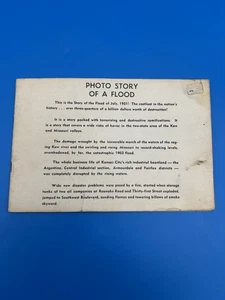 PHOTO STORY
OF A FLOOD
This is the Story of the Flood of July, 1951! The costliest in the nation's
history . . . over three-quarters of a billion dollars worth of destruction!
It is a story packed with terrorizing and destructive ramifications. It
is a story that covers a wide vista of horror in the two-state area of the Kaw
and Missouri valleys.
The damage wrought by the inexorable march of the waters of the rag-
ing Kaw river and the swirling and rising Missouri to record-shaking levels,
overshadowed, by far, the catastrophic 1903 flood.
The whole business life of Kansas City's rich industrial heartland — the
Argentine, Central Industrial section, Armourdale and Fairfax districts —
was completely disrupted by the rising waters.
Wide new disaster problems were posed by a fire, started when storage
tanks of two oil companies at Roanoke Road and Thirty-first Street exploded,
jumped to Southwest Boulevard, sending flames and towering billows of smoke
skyward.